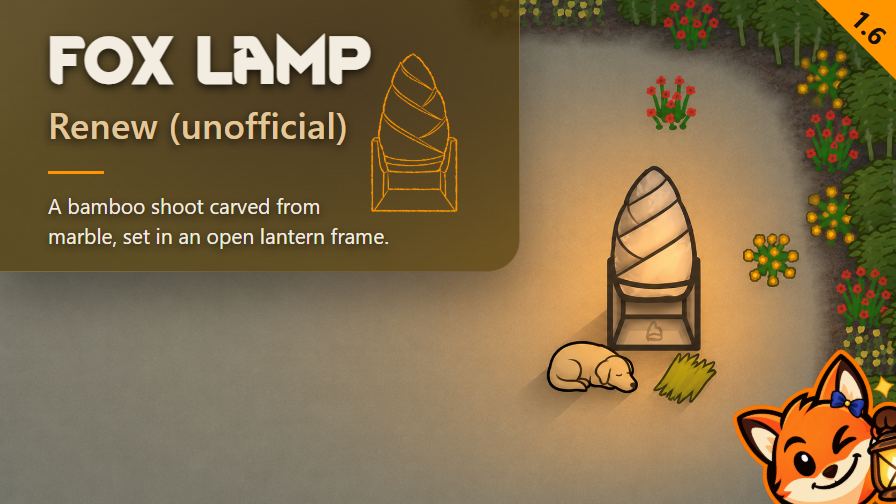 FOX LAMP
Renew (unofficial)
A bamboo shoot carved from
marble, set in an open lantern frame.
1.6